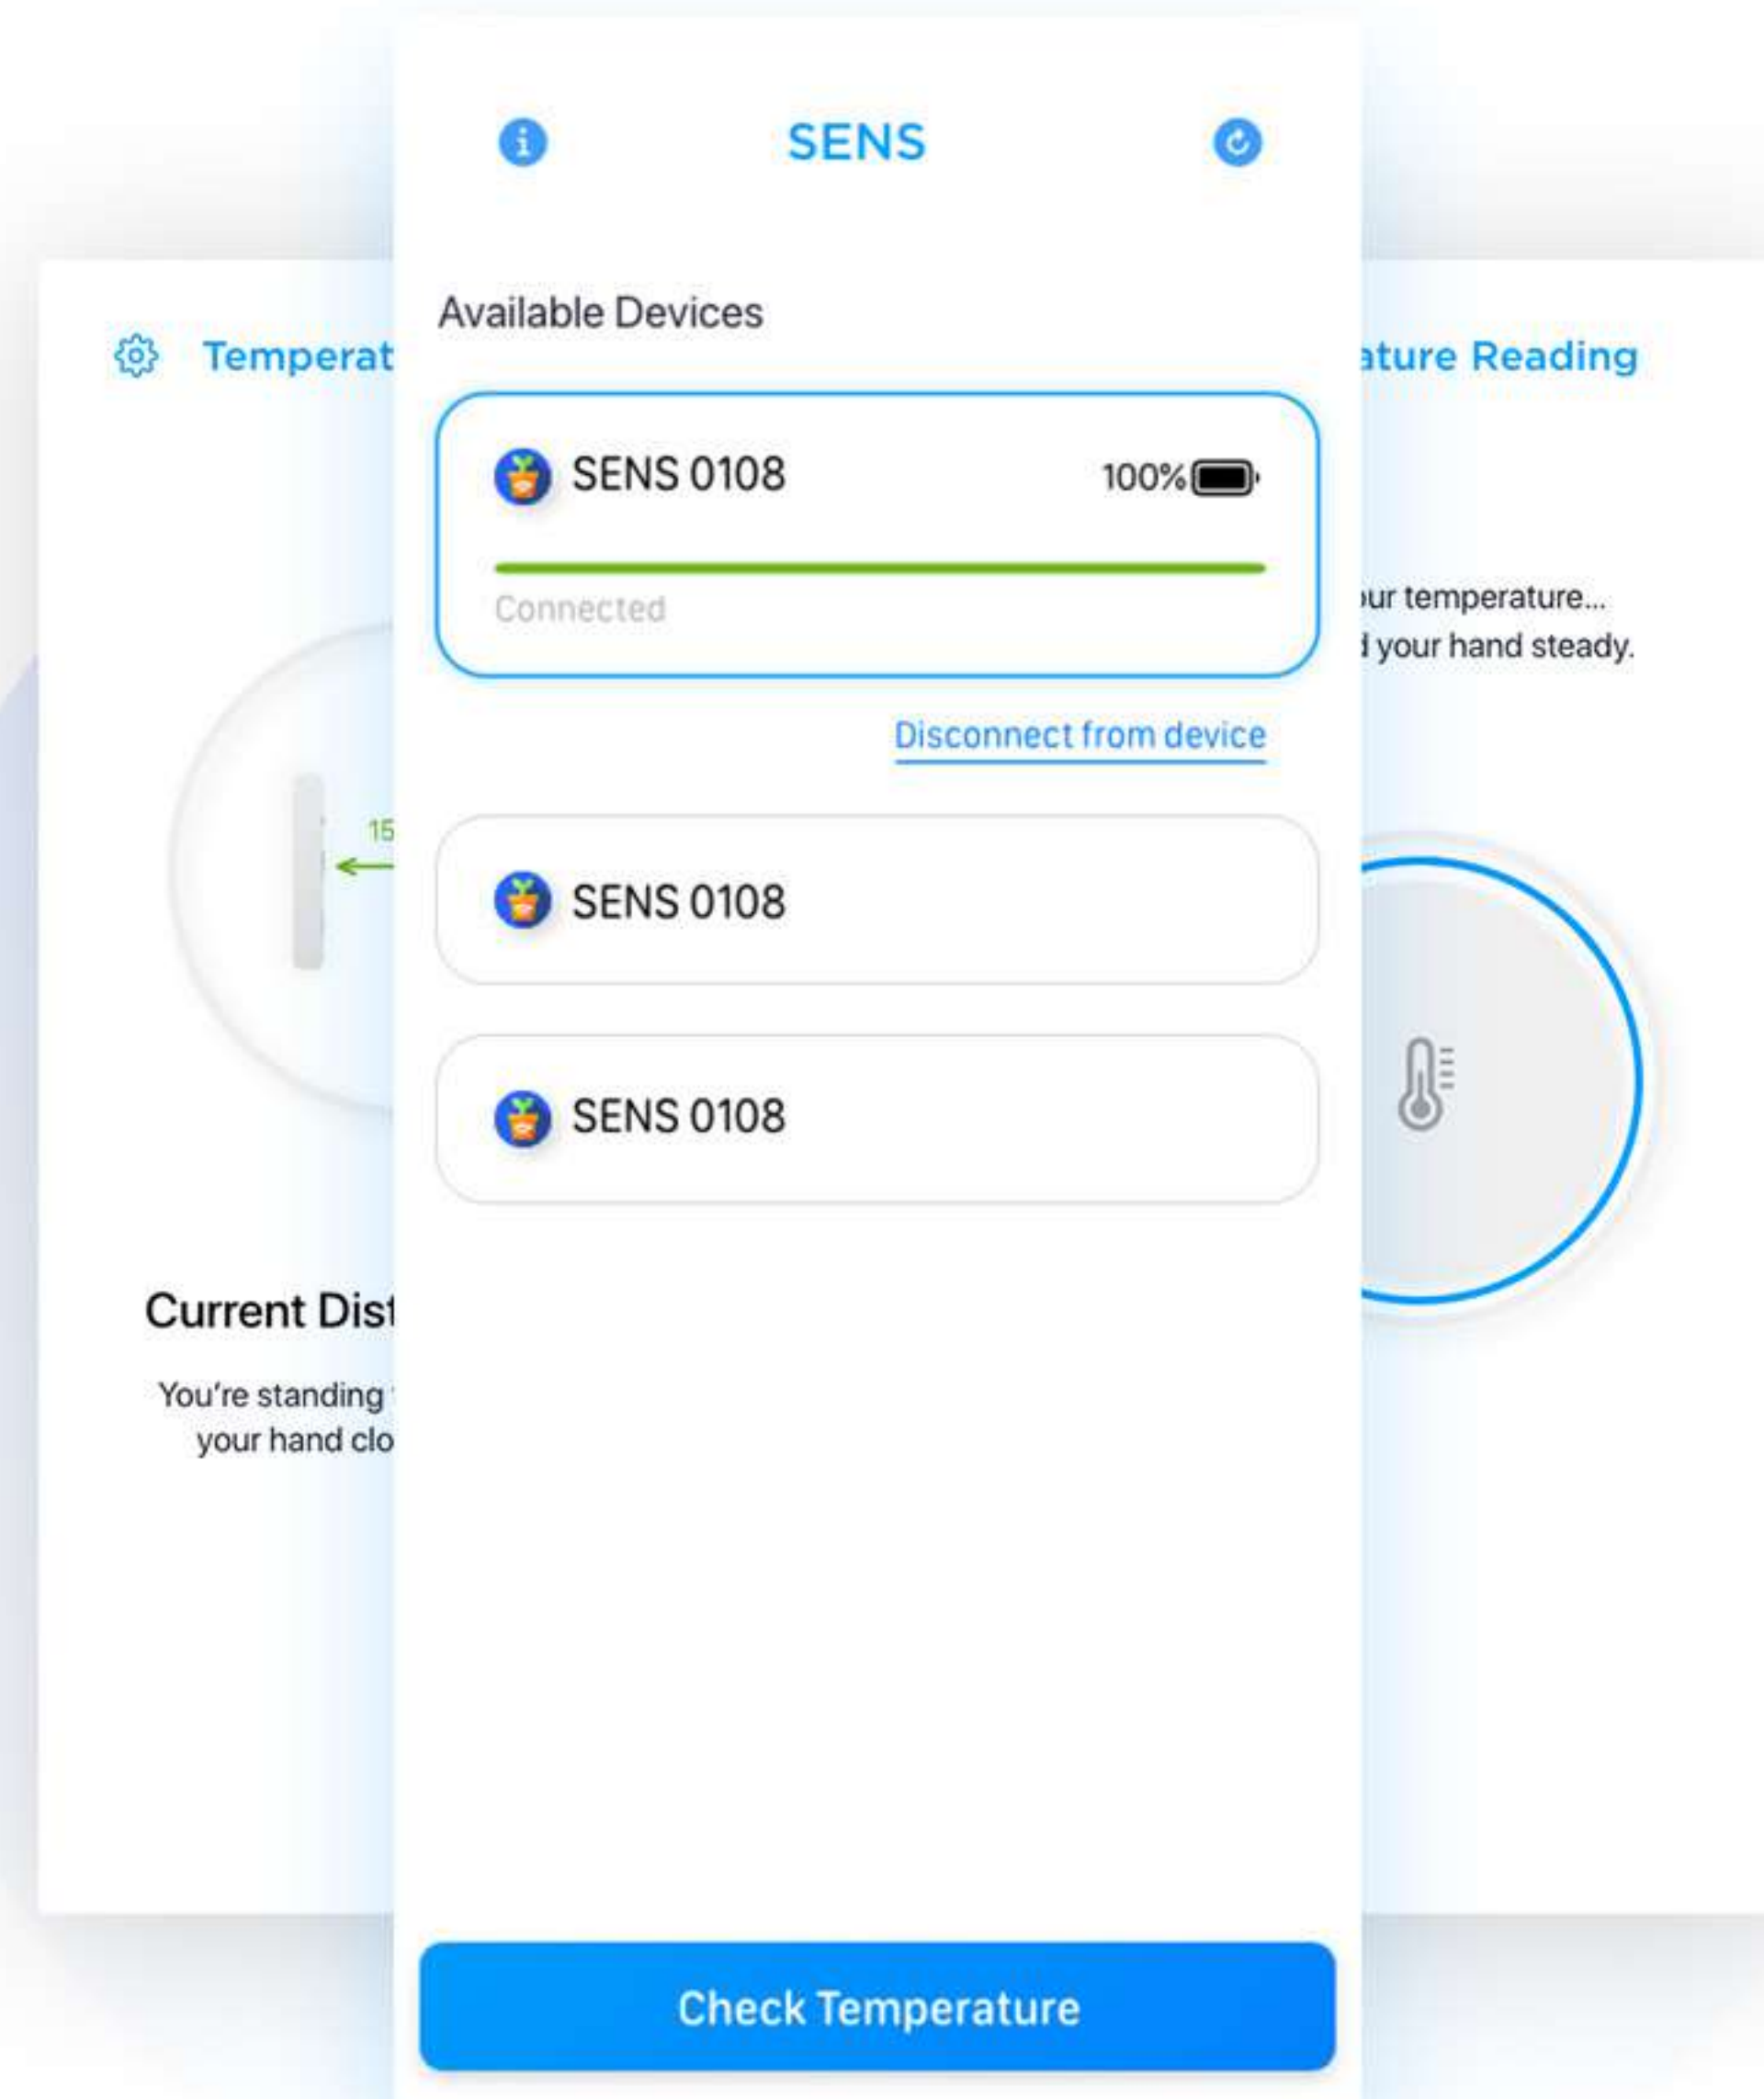 SENS
Available Devices
SENS 0108
100%
Connected
Disconnect from device
SENS 0108
SENS 0108
Check Temperature
Temperat
15
Current Dist
You're standing
your hand clo
ature Reading
ur temperature...
your hand steady.